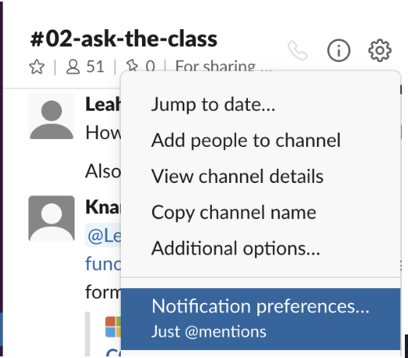 #02-ask-the-class
51 | 0 | For sharing ...
Leah
How
Also
Jump to date...
Add people to channel
View channel details
Copy channel name
Additional options...
Kna
@Le
func
form
Notification preferences...
Just @mentions